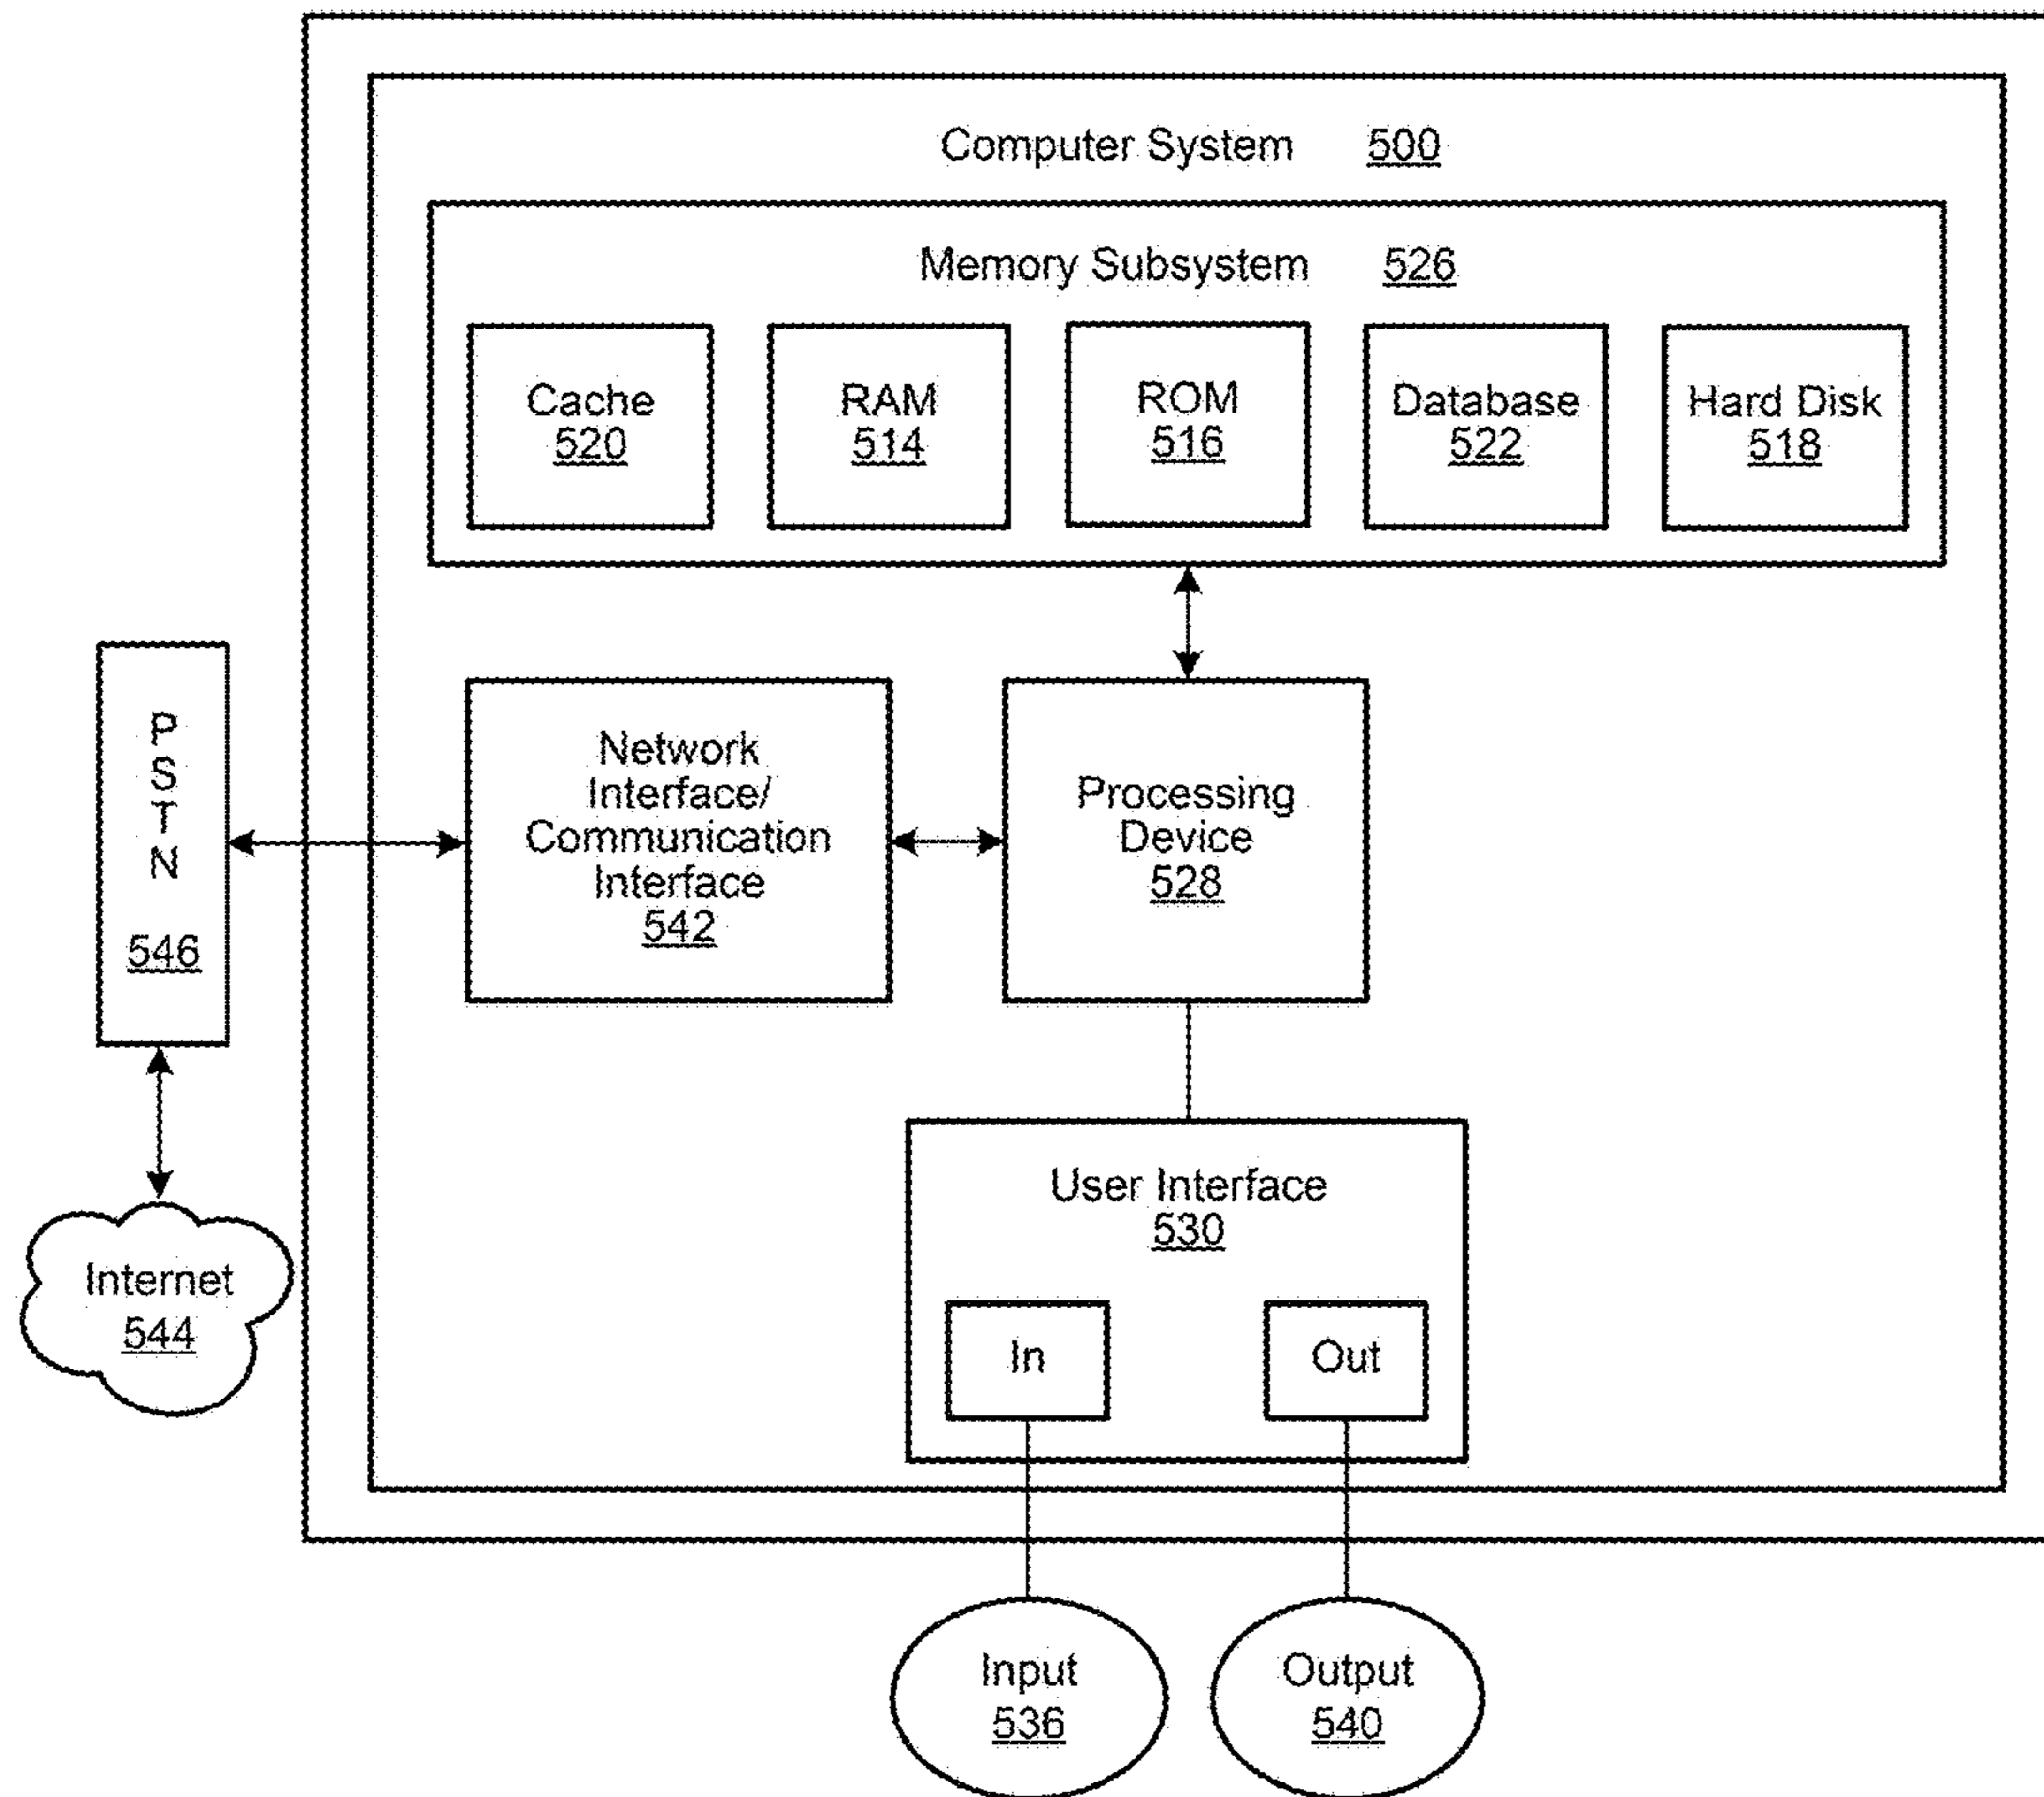 Computer System 500
Memory Subsystem 526
Cache
520
RAM
514
ROM
516
Database
522
Hard Disk
518
PSTN
546
Network
Interface/
Communication
Interface
542
Processing
Device
528
User Interface
530
In
Out
Internet
544
Input
536
Output
540